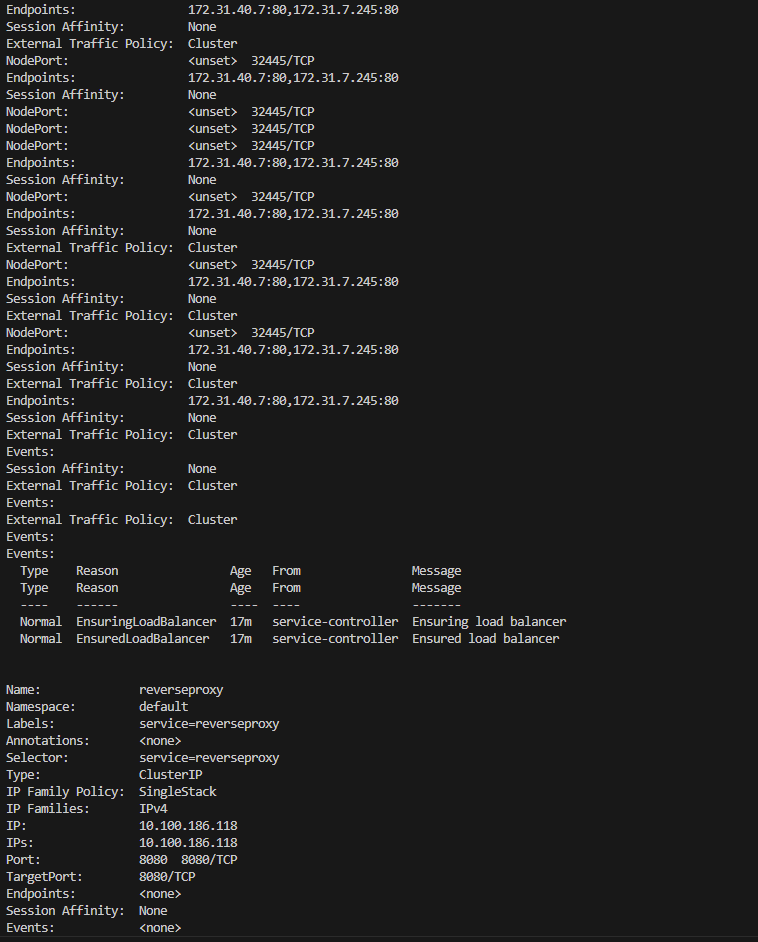 Endpoints:                172.31.40.7:80,172.31.7.245:80
Session Affinity:         None
External Traffic Policy:  Cluster
NodePort:                 <unset>  32445/TCP
Endpoints:                172.31.40.7:80,172.31.7.245:80
Session Affinity:         None
NodePort:                 <unset>  32445/TCP
NodePort:                 <unset>  32445/TCP
NodePort:                 <unset>  32445/TCP
Endpoints:                172.31.40.7:80,172.31.7.245:80
Session Affinity:         None
NodePort:                 <unset>  32445/TCP
Endpoints:                172.31.40.7:80,172.31.7.245:80
Session Affinity:         None
External Traffic Policy:  Cluster
NodePort:                 <unset>  32445/TCP
Endpoints:                172.31.40.7:80,172.31.7.245:80
Session Affinity:         None
External Traffic Policy:  Cluster
NodePort:                 <unset>  32445/TCP
Endpoints:                172.31.40.7:80,172.31.7.245:80
Session Affinity:         None
External Traffic Policy:  Cluster
Endpoints:                172.31.40.7:80,172.31.7.245:80
Session Affinity:         None
External Traffic Policy:  Cluster
Events:
Session Affinity:         None
External Traffic Policy:  Cluster
Events:
External Traffic Policy:  Cluster
Events:
Events:
  Type    Reason                Age   From                Message
  Type    Reason                Age   From                Message
  ----    ------                ----  ----                -------
  Normal  EnsuringLoadBalancer  17m   service-controller  Ensuring load balancer
  Normal  EnsuredLoadBalancer   17m   service-controller  Ensured load balancer
Name:              reverseproxy
Namespace:         default
Labels:            service=reverseproxy
Annotations:       <none>
Selector:          service=reverseproxy
Type:              ClusterIP
IP Family Policy:  SingleStack
IP Families:       IPv4
IP:                10.100.186.118
IPs:               10.100.186.118
Port:              8080  8080/TCP
TargetPort:        8080/TCP
Endpoints:         <none>
Session Affinity:  None
Events:            <none>